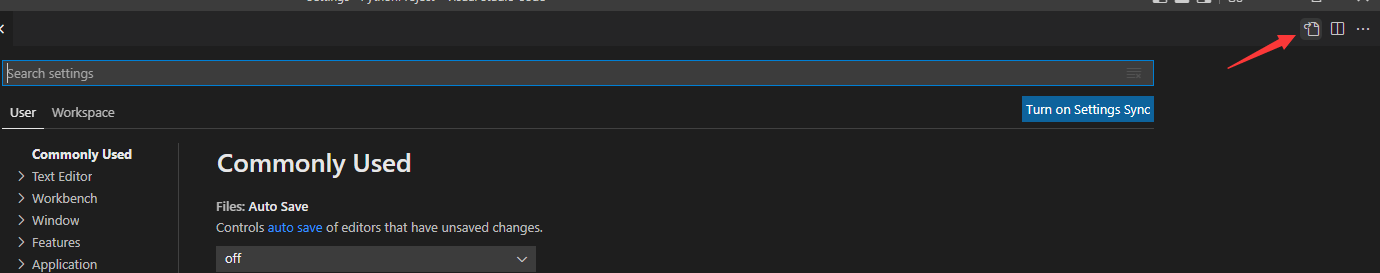 Search settings
User Workspace
Turn on Settings Sync
Commonly Used
Text Editor
Workbench
Window
Features
Application
Commonly Used
Files: Auto Save
Controls auto save of editors that have unsaved changes.
off